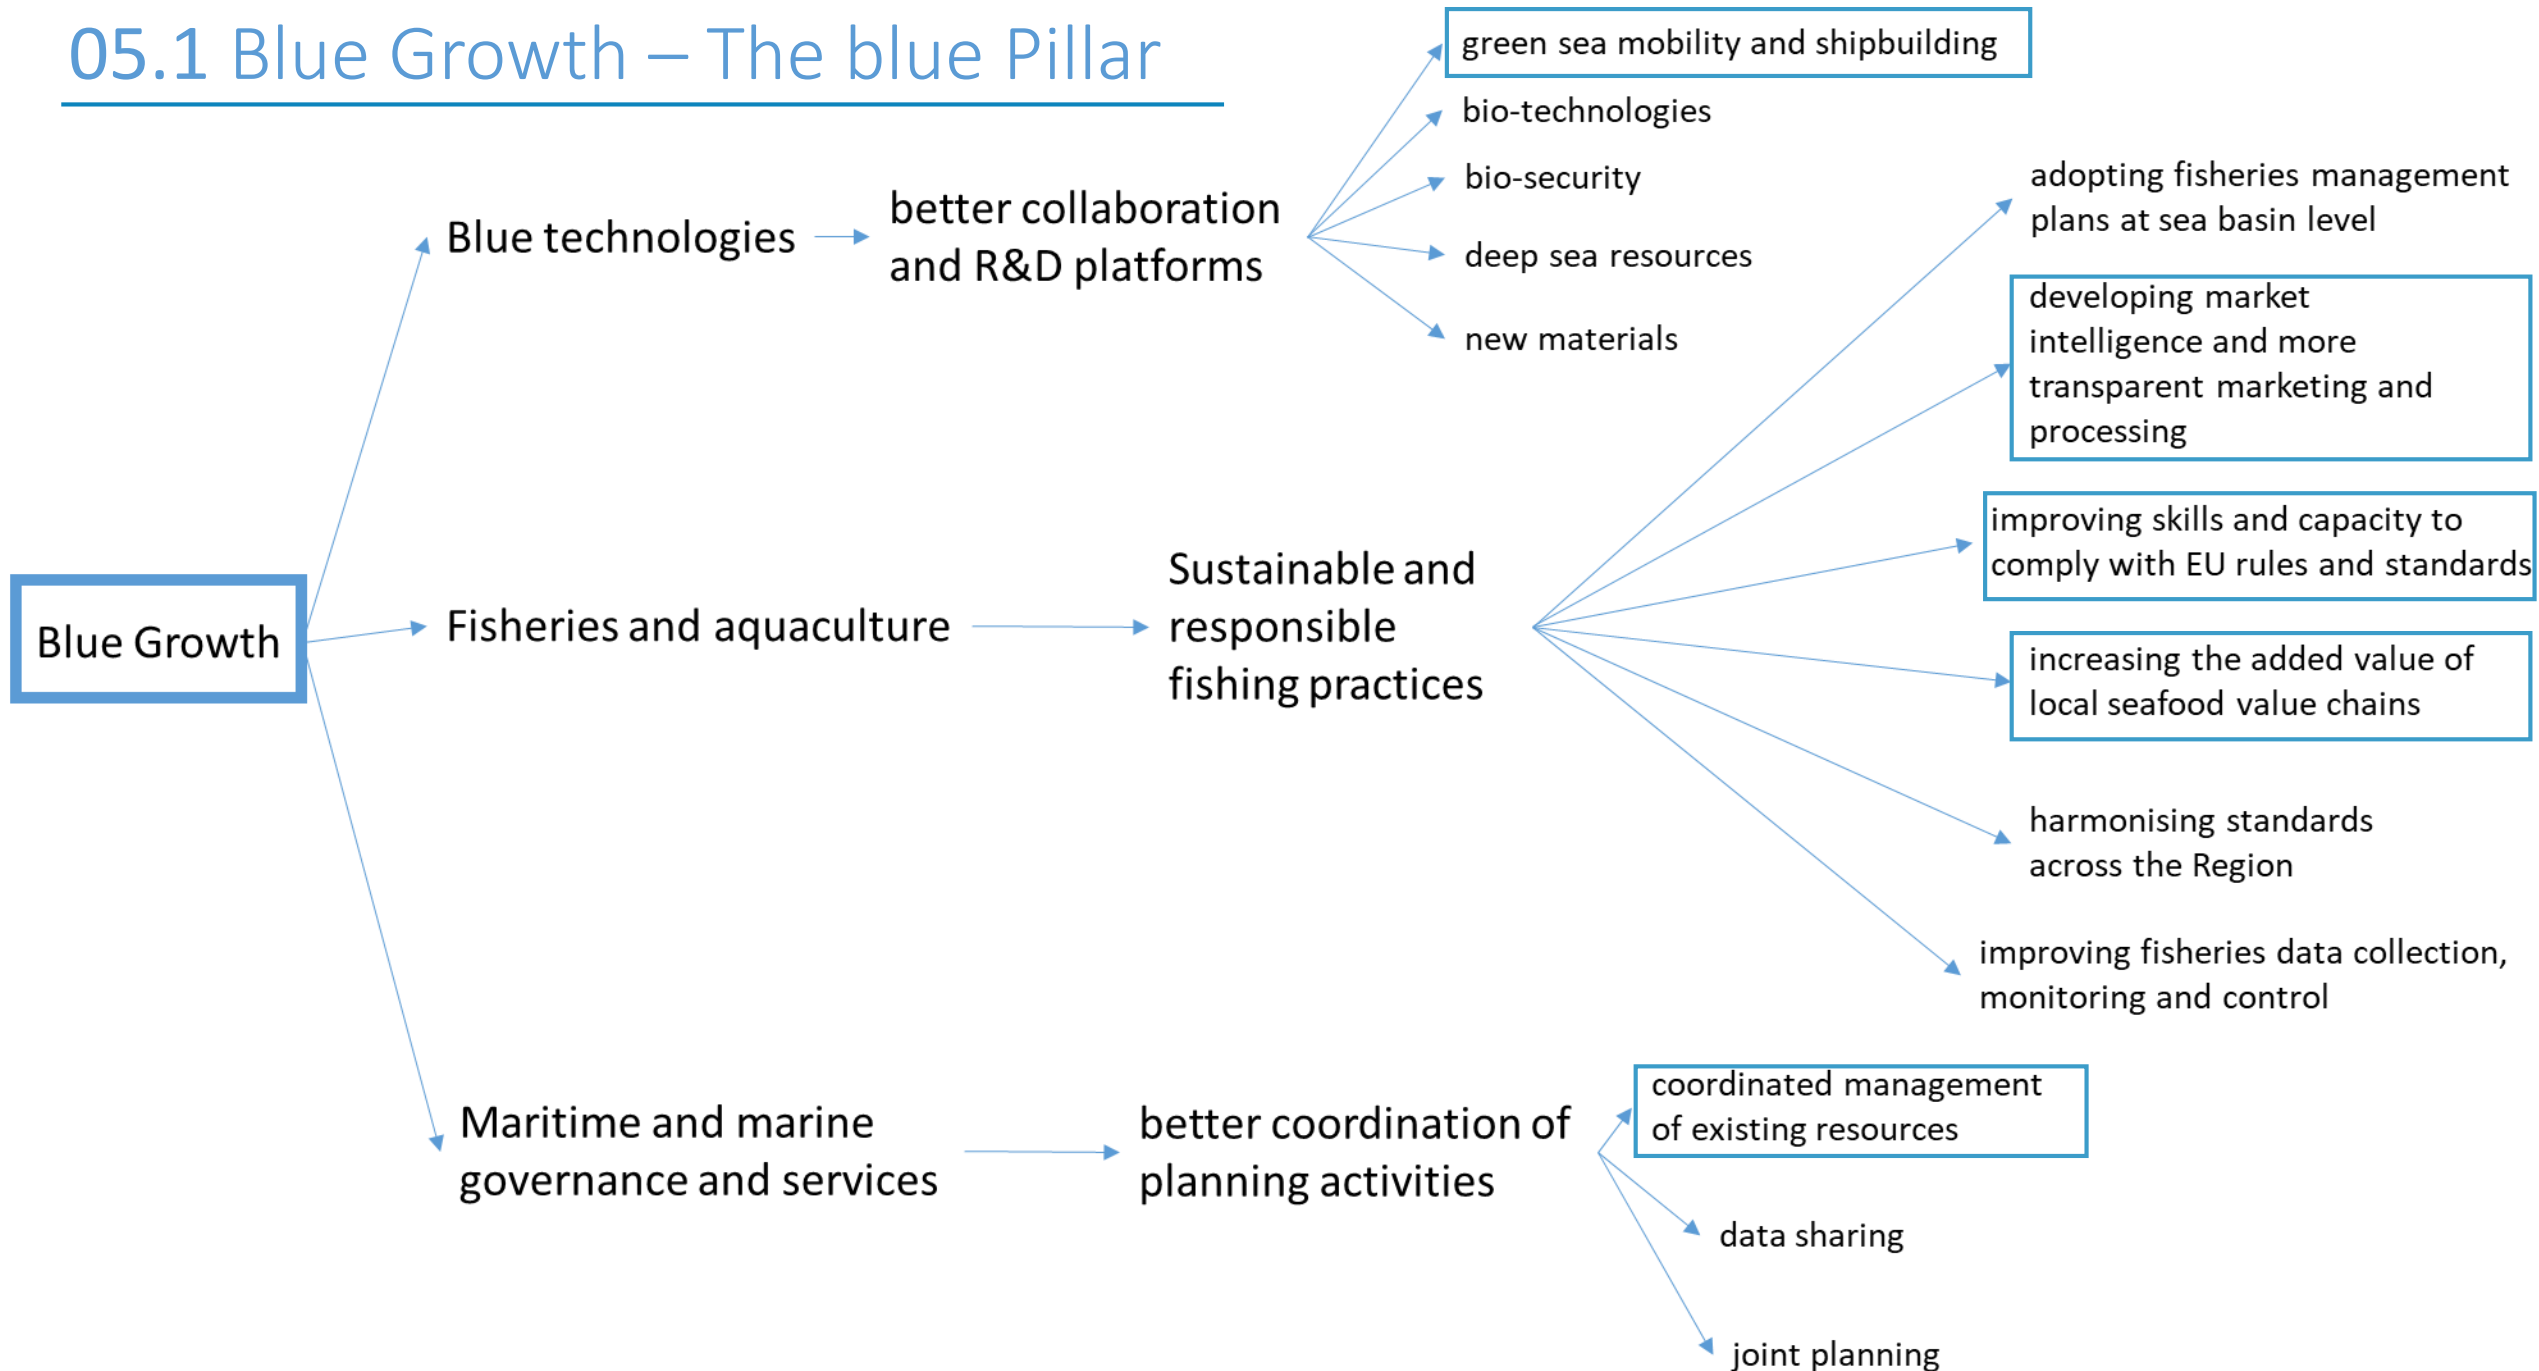 05.1 Blue Growth – The blue Pillar
Blue Growth
Blue technologies
better collaboration
and R&D platforms
green sea mobility and shipbuilding
bio-technologies
bio-security
deep sea resources
new materials
Fisheries and aquaculture
Sustainable and
responsible
fishing practices
adopting fisheries management
plans at sea basin level
developing market
intelligence and more
transparent marketing and
processing
improving skills and capacity to
comply with EU rules and standards
increasing the added value of
local seafood value chains
harmonising standards
across the Region
improving fisheries data collection,
monitoring and control
Maritime and marine
governance and services
better coordination of
planning activities
coordinated management
of existing resources
data sharing
joint planning